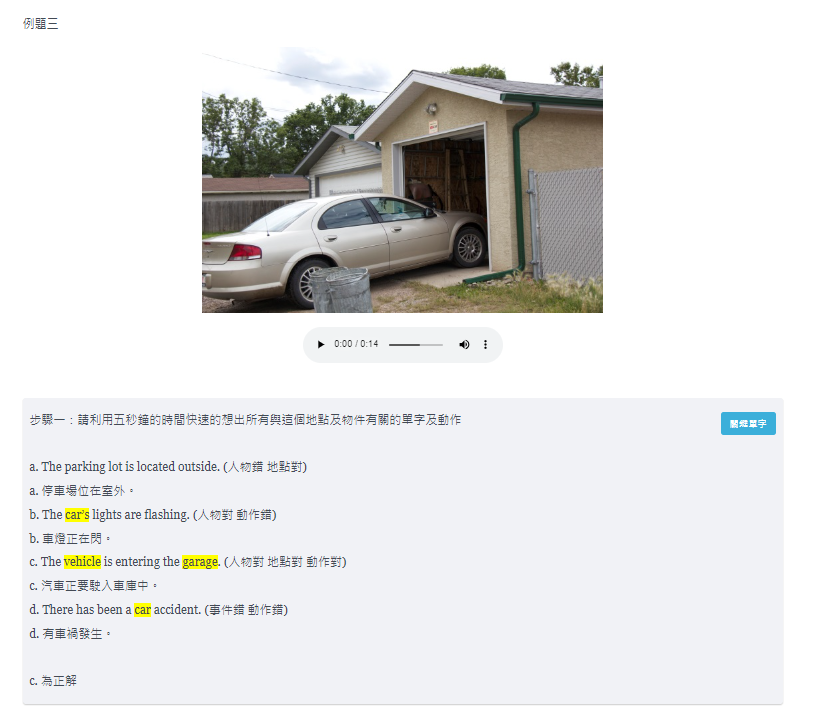 例題三
0:00 / 0:14
步驟一：請利用五秒鐘的時間快速的想出所有與這個地點及物件有關的單字及動作
關鍵單字
a. The parking lot is located outside. (人物錯 地點對)
a. 停車場位在室外。
b. The car's lights are flashing. (人物對 動作錯)
b. 車燈正在閃。
c. The vehicle is entering the garage. (人物對 地點對 動作對)
c. 汽車正要駛入車庫中。
d. There has been a car accident. (事件錯 動作錯)
d. 有車禍發生。
c. 為正解